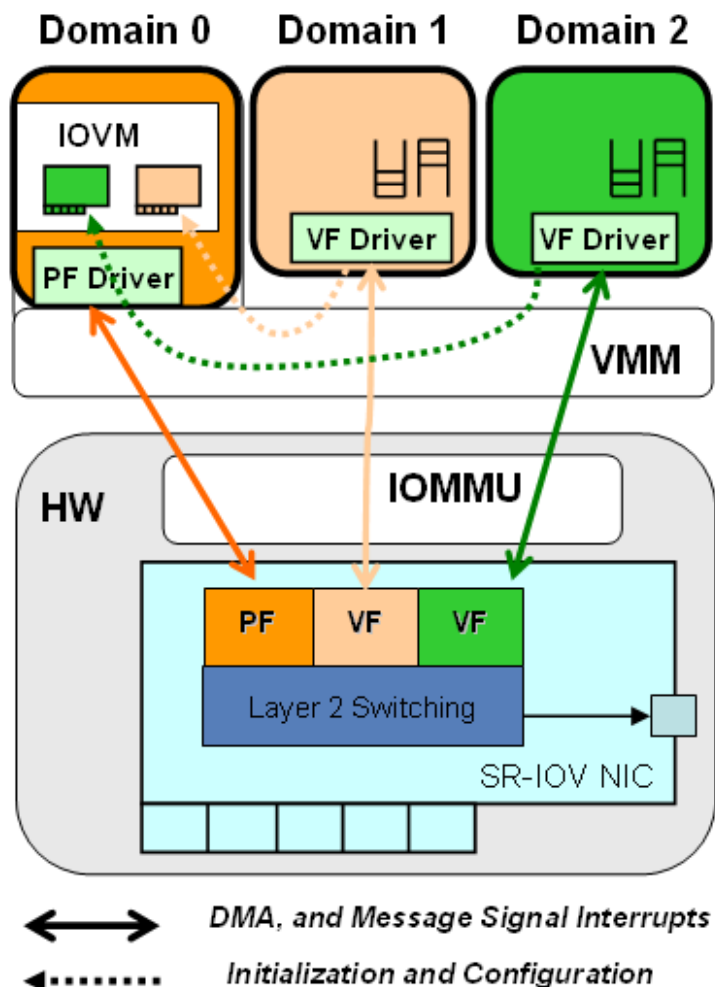 Domain 0 Domain 1 Domain 2
IOVM
PF Driver
VF Driver
VF Driver
VMM
HW
IOMMU
PF VF VF
Layer 2 Switching
SR-IOV NIC
DMA, and Message Signal Interrupts
Initialization and Configuration